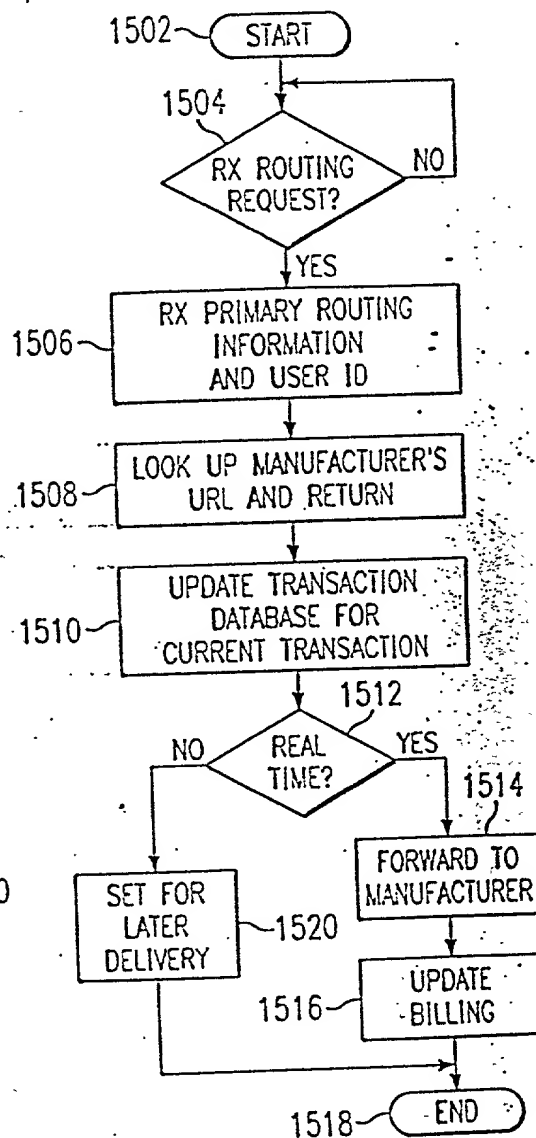 1502
START
1504
RX ROUTING
REQUEST?
NO
YES
1506
RX PRIMARY ROUTING
INFORMATION
AND USER ID
1508
LOOK UP MANUFACTURER'S
URL AND RETURN
1510
UPDATE TRANSACTION
DATABASE FOR
CURRENT TRANSACTION
1512
NO
REAL
TIME?
YES
1514
FORWARD TO
MANUFACTURER
SET FOR
LATER
DELIVERY
1520
1516
UPDATE
BILLING
1518
END